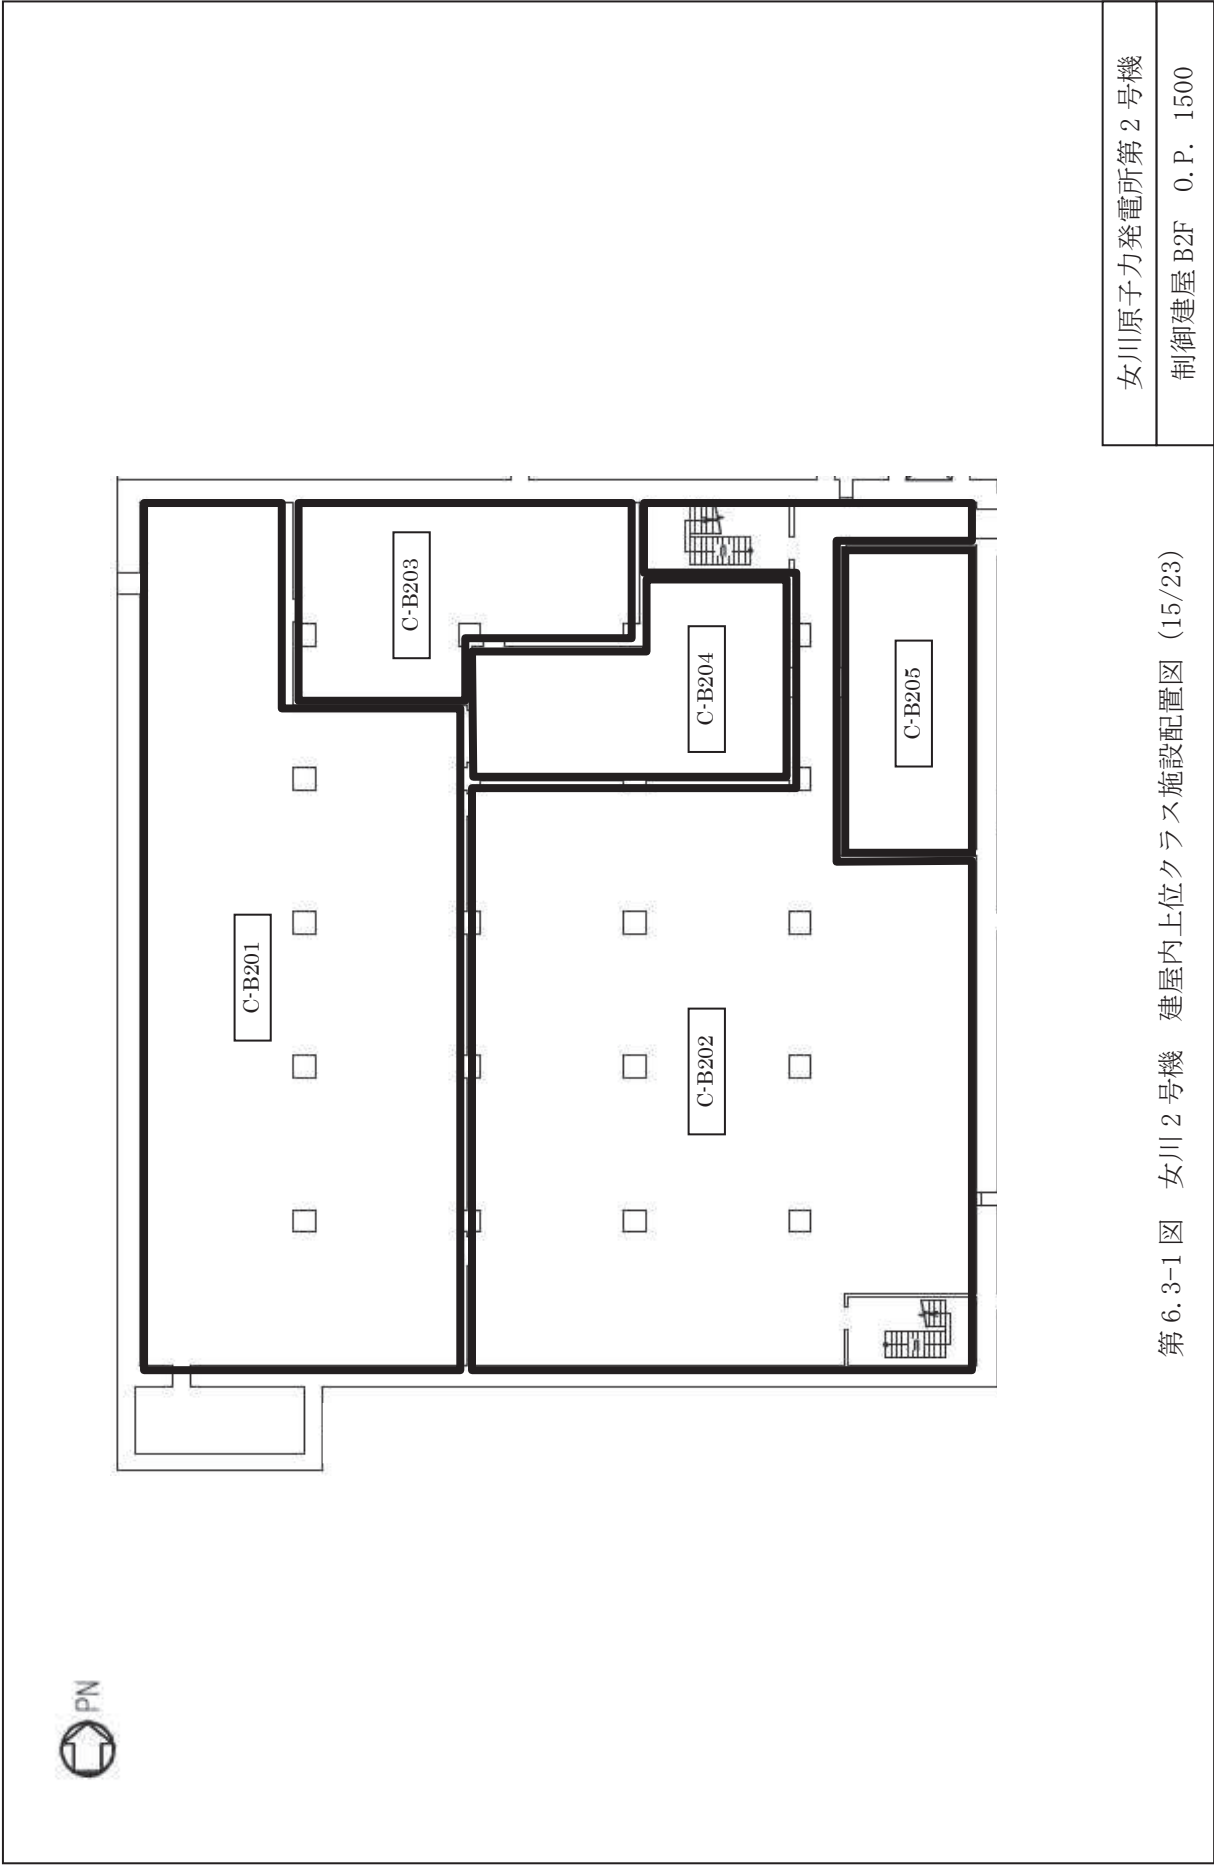 PN
C-B201
C-B203
C-B204
C-B202
C-B205
第 6.3-1 図　女川 2 号機　建屋内上位クラス施設配置図（15/23）
女川原子力発電所第 2 号機
制御建屋 B2F　O.P. 1500